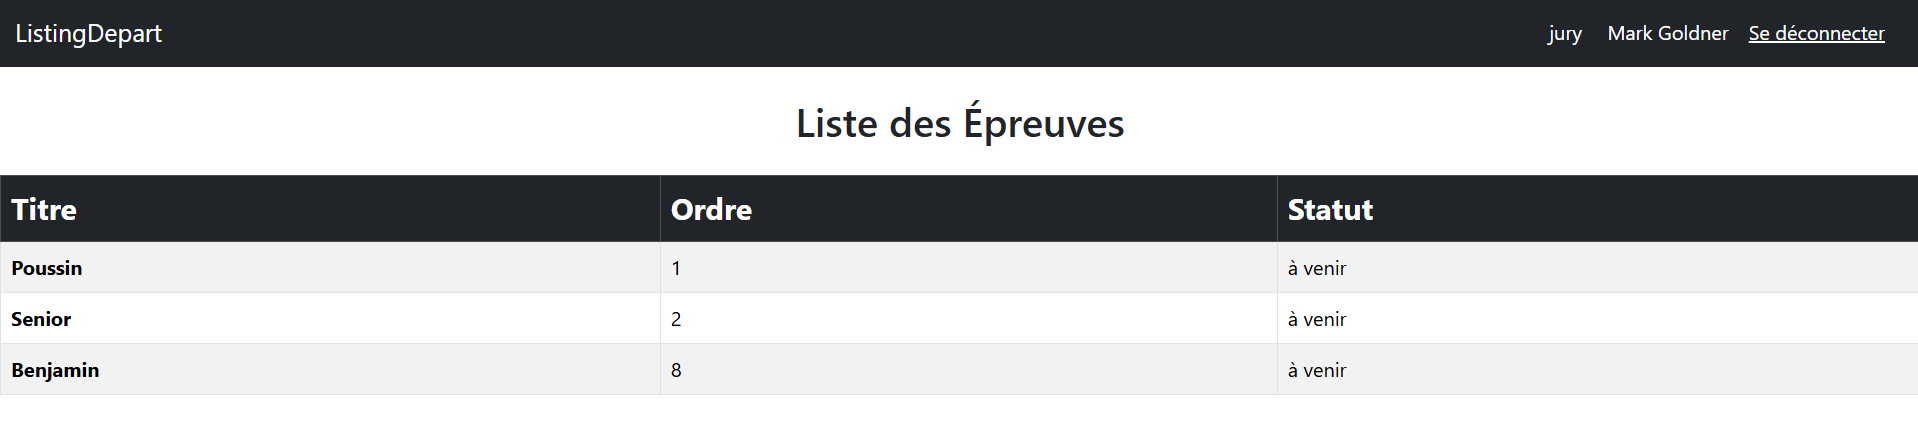 ListingDepart jury Mark Goldner Se déconnecter
Liste des Épreuves
Titre Ordre Statut
Poussin 1 à venir
Senior 2 à venir
Benjamin 8 à venir